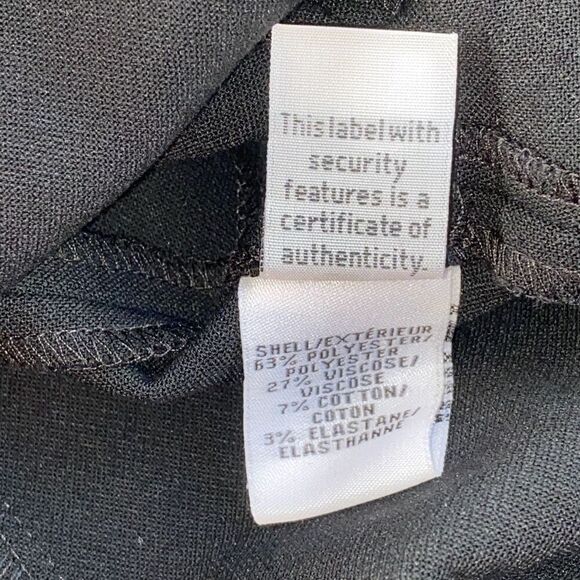 This label with
security
features is a
certificate of
authenticity.
SHELL/EXTÉRIEUR
63% POLYESTER/
POLYESTER
27% VISCOSE/
VISCOSE
7% COTTON/
COTON
3% ELASTANE/
ELASTHANNE